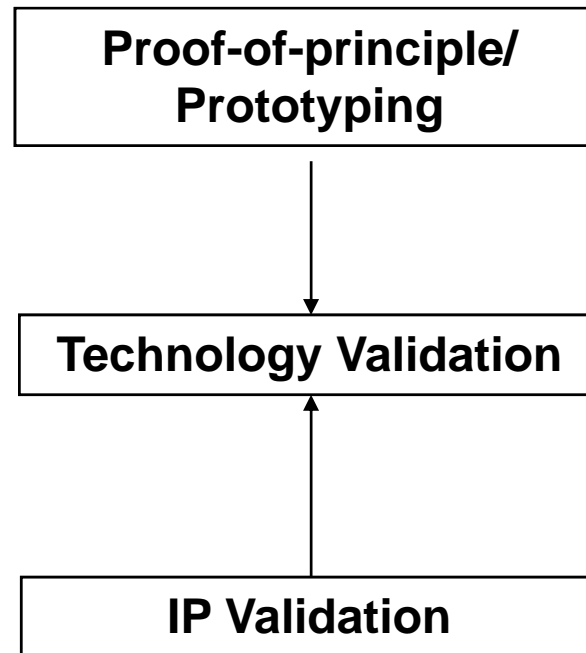 Proof-of-principle/
Prototyping
Technology Validation
IP Validation